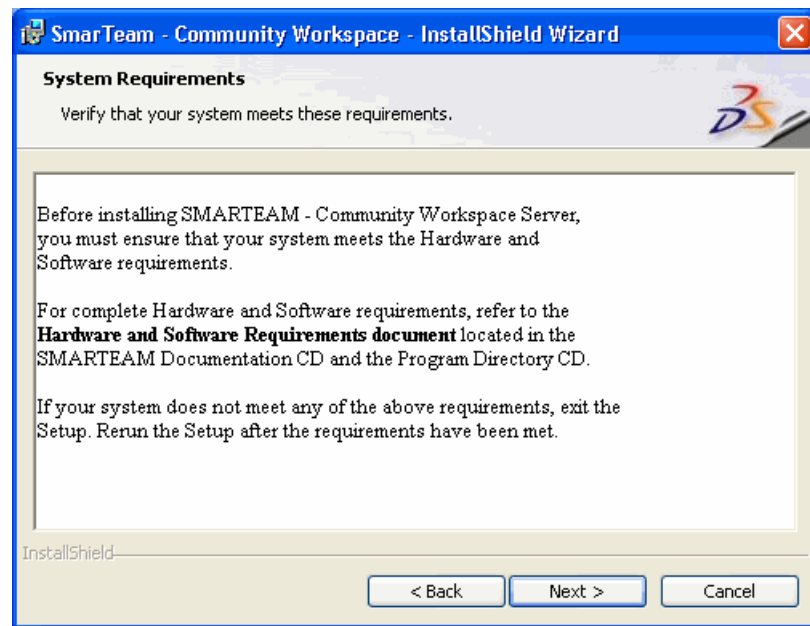 SmarTeam - Community Workspace - InstallShield Wizard
System Requirements
Verify that your system meets these requirements.
DS
Before installing SMARTEAM - Community Workspace Server,
you must ensure that your system meets the Hardware and
Software requirements.
For complete Hardware and Software requirements, refer to the
Hardware and Software Requirements document located in the
SMARTEAM Documentation CD and the Program Directory CD.
If your system does not meet any of the above requirements, exit the
Setup. Rerun the Setup after the requirements have been met.
InstallShield
< Back Next > Cancel